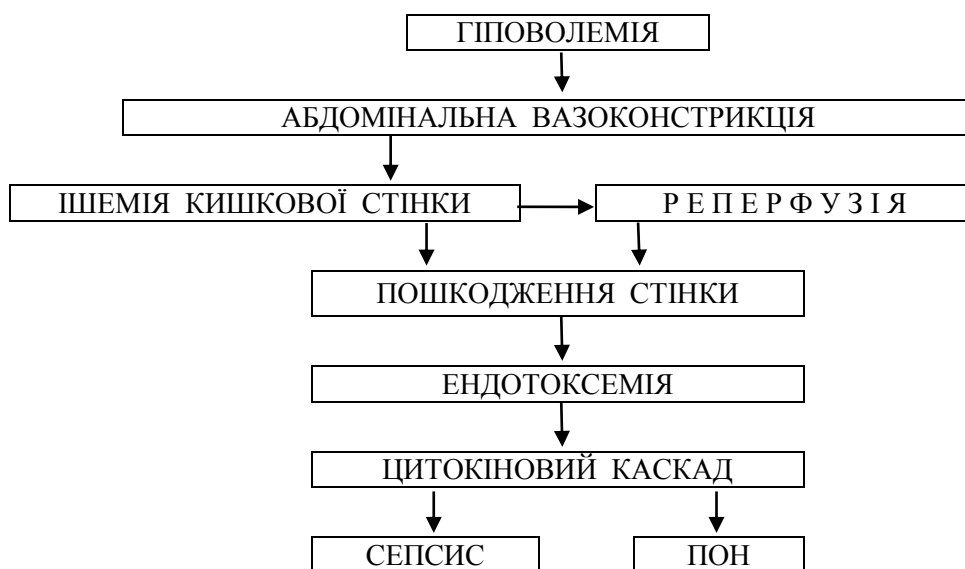 ГІПОВОЛЕМІЯ
АБДОМІНАЛЬНА ВАЗОКОНСТРИКЦІЯ
ІШЕМІЯ КИШКОВОЇ СТІНКИ
Р Е П Е Р Ф У З І Я
ПОШКОДЖЕННЯ СТІНКИ
ЕНДОТОКСЕМІЯ
ЦИТОКІНОВИЙ КАСКАД
СЕПСИС
ПОН